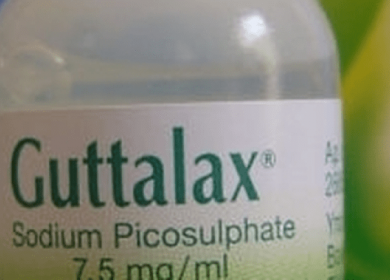 Guttalax®
Sodium Picosulphate
7,5 mg/ml